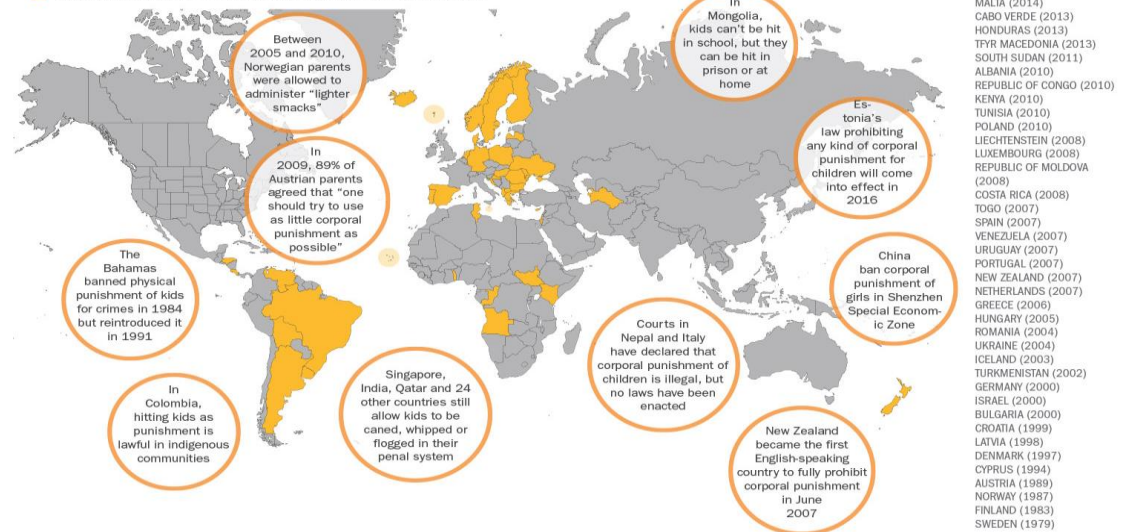 Between
2005 and 2010,
Norwegian parents
were allowed to
administer “lighter
smacks”
In
2009, 89% of
Austrian parents
agreed that “one
should try to use
as little corporal
punishment as
possible”
The
Bahamas
banned physical
punishment of kids
for crimes in 1984
but reintroduced it
in 1991
In
Colombia,
hitting kids as
punishment is
lawful in indigenous
communities
Singapore,
India, Qatar and 24
other countries still
allow kids to be
caned, whipped or
flogged in their
penal system
In
Mongolia,
kids can’t be hit
in school, but they
can be hit in
prison or at
home
Es-
tonia’s
law prohibiting
any kind of corporal
punishment for
children will come
into effect in
2016
China
ban corporal
punishment of
girls in Shenzhen
Special Econom-
ic Zone
Courts in
Nepal and Italy
have declared that
corporal punishment of
children is illegal, but
no laws have been
enacted
New Zealand
became the first
English-speaking
country to fully prohibit
corporal punishment
in June
2007
MALTA (2014)
CABO VERDE (2013)
HONDURAS (2013)
TFYR MACEDONIA (2013)
SOUTH SUDAN (2011)
ALBANIA (2010)
REPUBLIC OF CONGO (2010)
KENYA (2010)
TUNISIA (2010)
POLAND (2010)
LIECHTENSTEIN (2008)
LUXEMBOURG (2008)
REPUBLIC OF MOLDOVA
(2008)
COSTA RICA (2008)
TOGO (2007)
SPAIN (2007)
VENEZUELA (2007)
URUGUAY (2007)
PORTUGAL (2007)
NEW ZEALAND (2007)
NETHERLANDS (2007)
GREECE (2006)
HUNGARY (2005)
ROMANIA (2004)
UKRAINE (2004)
ICELAND (2003)
TURKMENISTAN (2002)
GERMANY (2000)
ISRAEL (2000)
BULGARIA (2000)
CROATIA (1999)
LATVIA (1998)
DENMARK (1997)
CYPRUS (1994)
AUSTRIA (1989)
NORWAY (1987)
FINLAND (1983)
SWEDEN (1979)